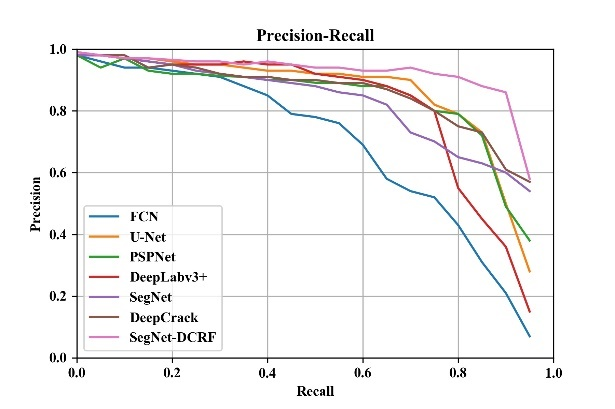 Precision-Recall
1.0
0.8
0.6
0.4
0.2
0.0
Precision
FCN
U-Net
PSPNet
DeepLabv3+
SegNet
DeepCrack
SegNet-DCRF
0.0 0.2 0.4 0.6 0.8 1.0
Recall